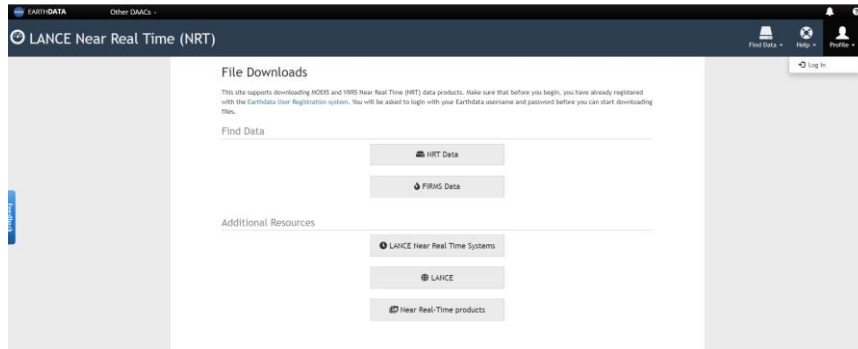 EARTHDATA Other DAACs
LANCE Near Real Time (NRT)
Find Data
Help
Profile
Log In
File Downloads
This site supports downloading MODIS and VIIRS Near Real Time (NRT) data products. Make sure that before you begin, you have already registered
with the Earthdata User Registration system. You will be asked to login with your Earthdata username and password before you can start downloading
files.
Find Data
NRT Data
FIRMS Data
Additional Resources
LANCE Near Real Time Systems
LANCE
Near Real-Time products
Feedback